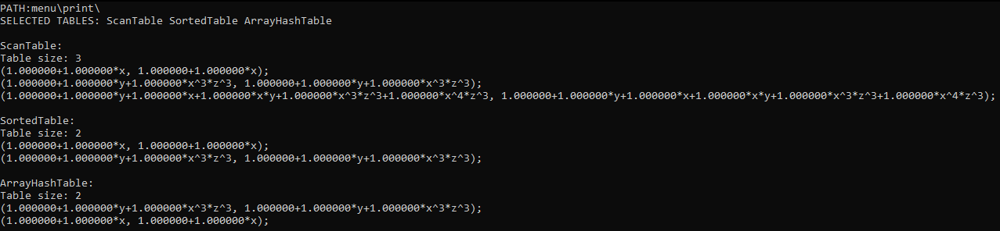 PATH:menu\print\
SELECTED TABLES: ScanTable SortedTable ArrayHashTable
ScanTable:
Table size: 3
(1.000000+1.000000*x, 1.000000+1.000000*x);
(1.000000+1.000000*y+1.000000*x^3*z^3, 1.000000+1.000000*y+1.000000*x^3*z^3);
(1.000000+1.000000*y+1.000000*x+1.000000*x*y+1.000000*x^3*z^3+1.000000*x^4*z^3, 1.000000+1.000000*y+1.000000*x+1.000000*x*y+1.000000*x^3*z^3+1.000000*x^4*z^3);
SortedTable:
Table size: 2
(1.000000+1.000000*x, 1.000000+1.000000*x);
(1.000000+1.000000*y+1.000000*x^3*z^3, 1.000000+1.000000*y+1.000000*x^3*z^3);
ArrayHashTable:
Table size: 2
(1.000000+1.000000*y+1.000000*x^3*z^3, 1.000000+1.000000*y+1.000000*x^3*z^3);
(1.000000+1.000000*x, 1.000000+1.000000*x);